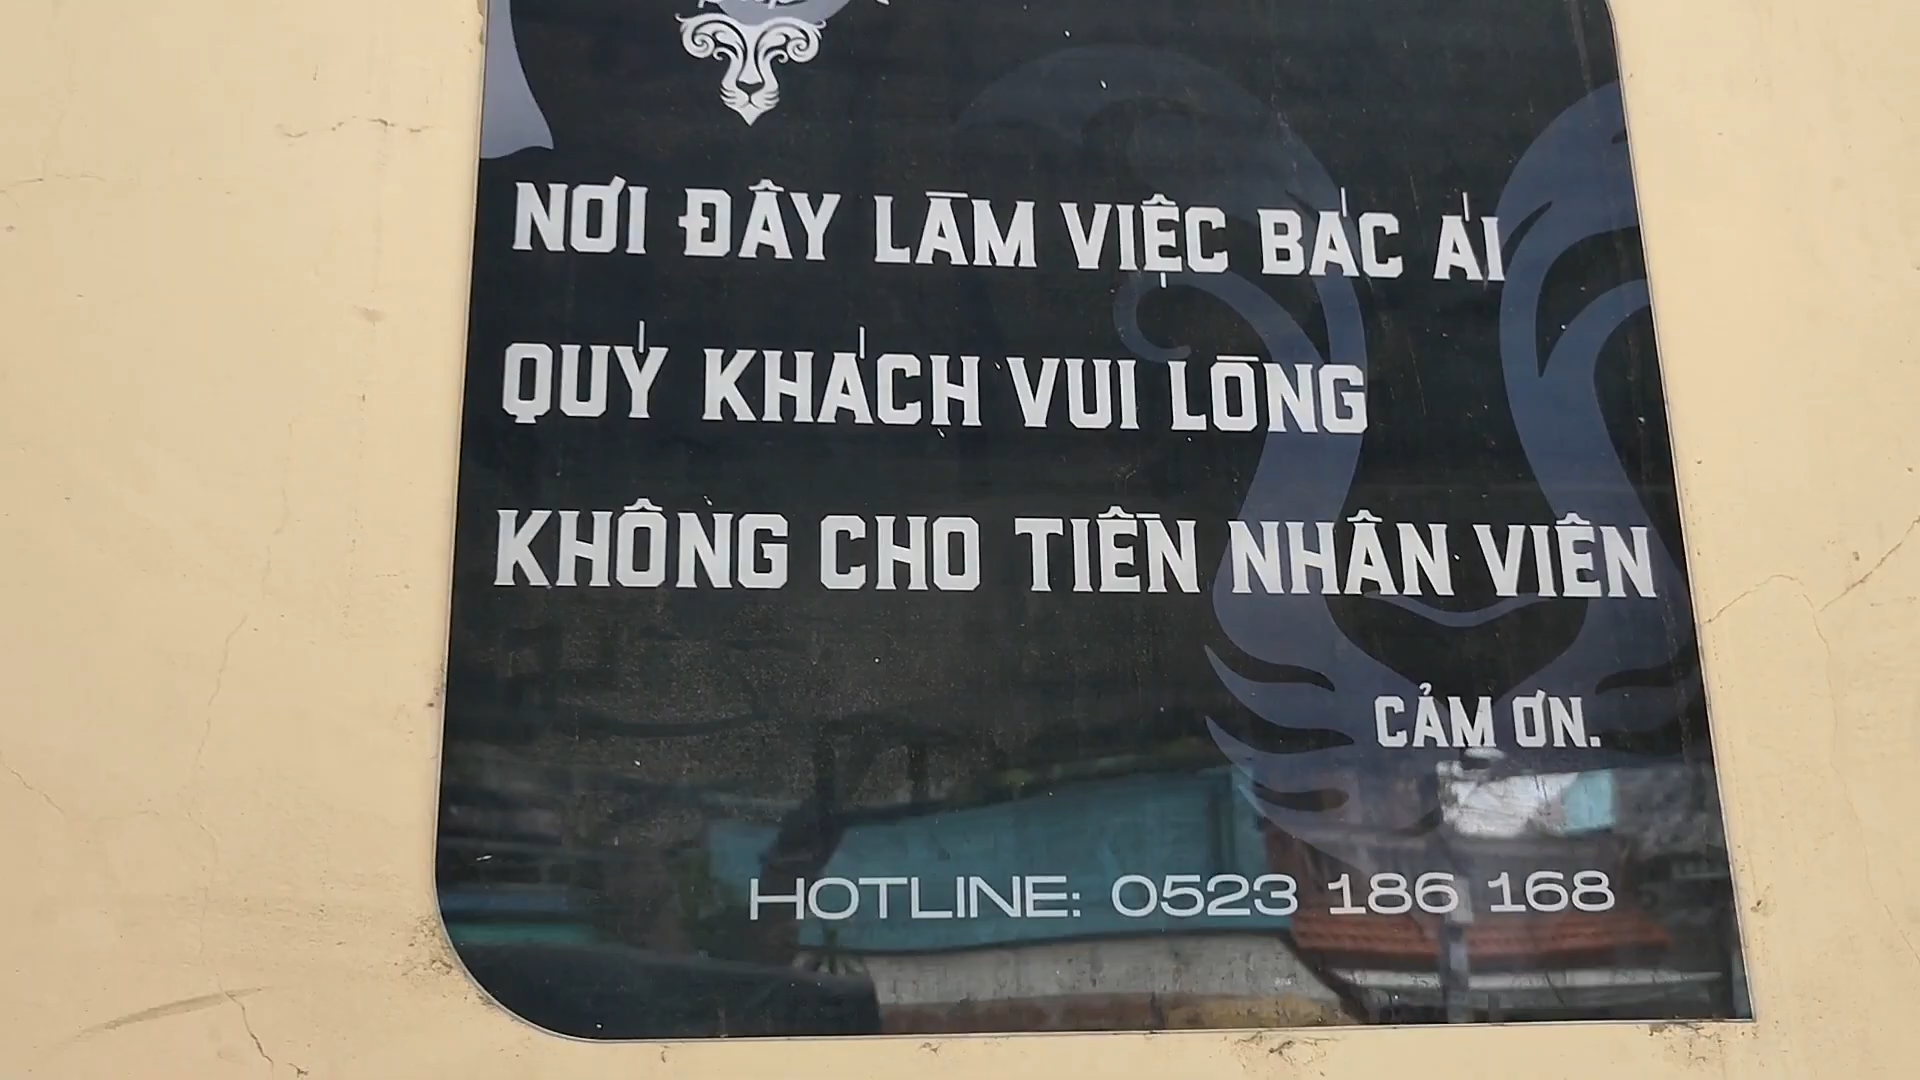 NƠI ĐÂY LÀM VIỆC BÁC ÁI
QUÝ KHÁCH VUI LÒNG
KHÔNG CHO TIỀN NHÂN VIÊN
CẢM ƠN.
HOTLINE: 0523 186 168